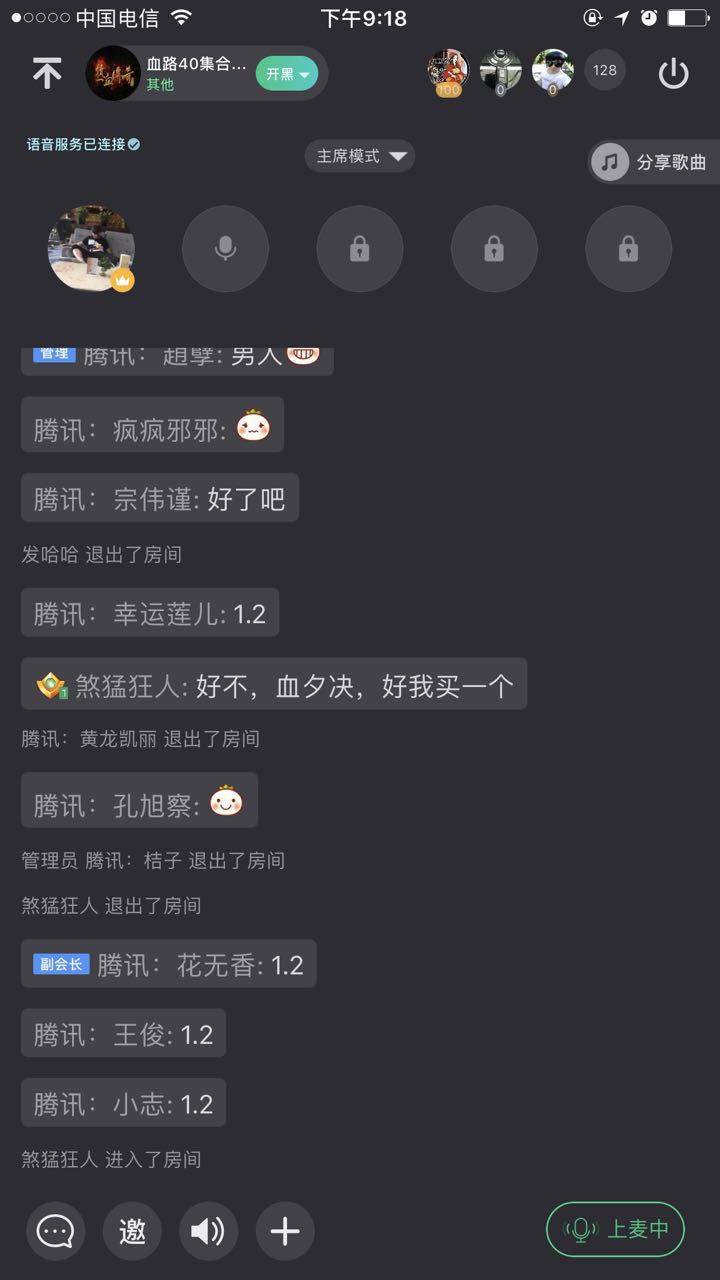 中国电信 下午9:18
血路40集合... 开黑
其他
100 0 0 128
语音服务已连接
主席模式
分享歌曲
管理 腾讯: 趙孽: 男人
腾讯: 疯疯邪邪:
腾讯: 宗伟谨: 好了吧
发哈哈 退出了房间
腾讯: 幸运莲儿: 1.2
1 煞猛狂人: 好不，血夕决，好我买一个
腾讯: 黄龙凯丽 退出了房间
腾讯: 孔旭察:
管理员 腾讯: 桔子 退出了房间
煞猛狂人 退出了房间
副会长 腾讯: 花无香: 1.2
腾讯: 王俊: 1.2
腾讯: 小志: 1.2
煞猛狂人 进入了房间
邀 上麦中